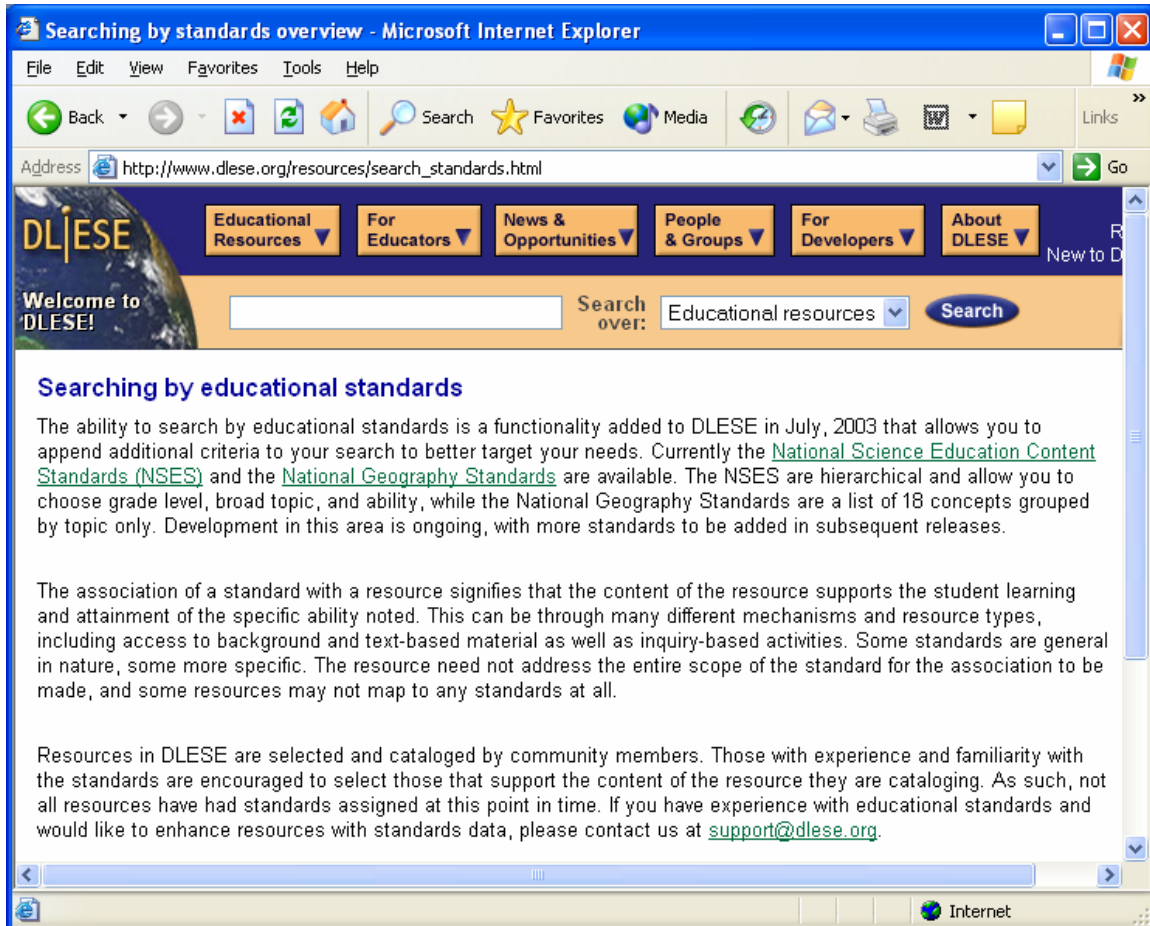 Searching by standards overview - Microsoft Internet Explorer
File Edit View Favorites Tools Help
Back Search Favorites Media Links
Address http://www.dlese.org/resources/search_standards.html Go
DLESE
Educational Resources
For Educators
News & Opportunities
People & Groups
For Developers
About DLESE
R
New to D
Welcome to
DLESE!
Search over: Educational resources Search
Searching by educational standards
The ability to search by educational standards is a functionality added to DLESE in July, 2003 that allows you to
append additional criteria to your search to better target your needs. Currently the National Science Education Content
Standards (NSES) and the National Geography Standards are available. The NSES are hierarchical and allow you to
choose grade level, broad topic, and ability, while the National Geography Standards are a list of 18 concepts grouped
by topic only. Development in this area is ongoing, with more standards to be added in subsequent releases.
The association of a standard with a resource signifies that the content of the resource supports the student learning
and attainment of the specific ability noted. This can be through many different mechanisms and resource types,
including access to background and text-based material as well as inquiry-based activities. Some standards are general
in nature, some more specific. The resource need not address the entire scope of the standard for the association to be
made, and some resources may not map to any standards at all.
Resources in DLESE are selected and cataloged by community members. Those with experience and familiarity with
the standards are encouraged to select those that support the content of the resource they are cataloging. As such, not
all resources have had standards assigned at this point in time. If you have experience with educational standards and
would like to enhance resources with standards data, please contact us at support@dlese.org.
Internet